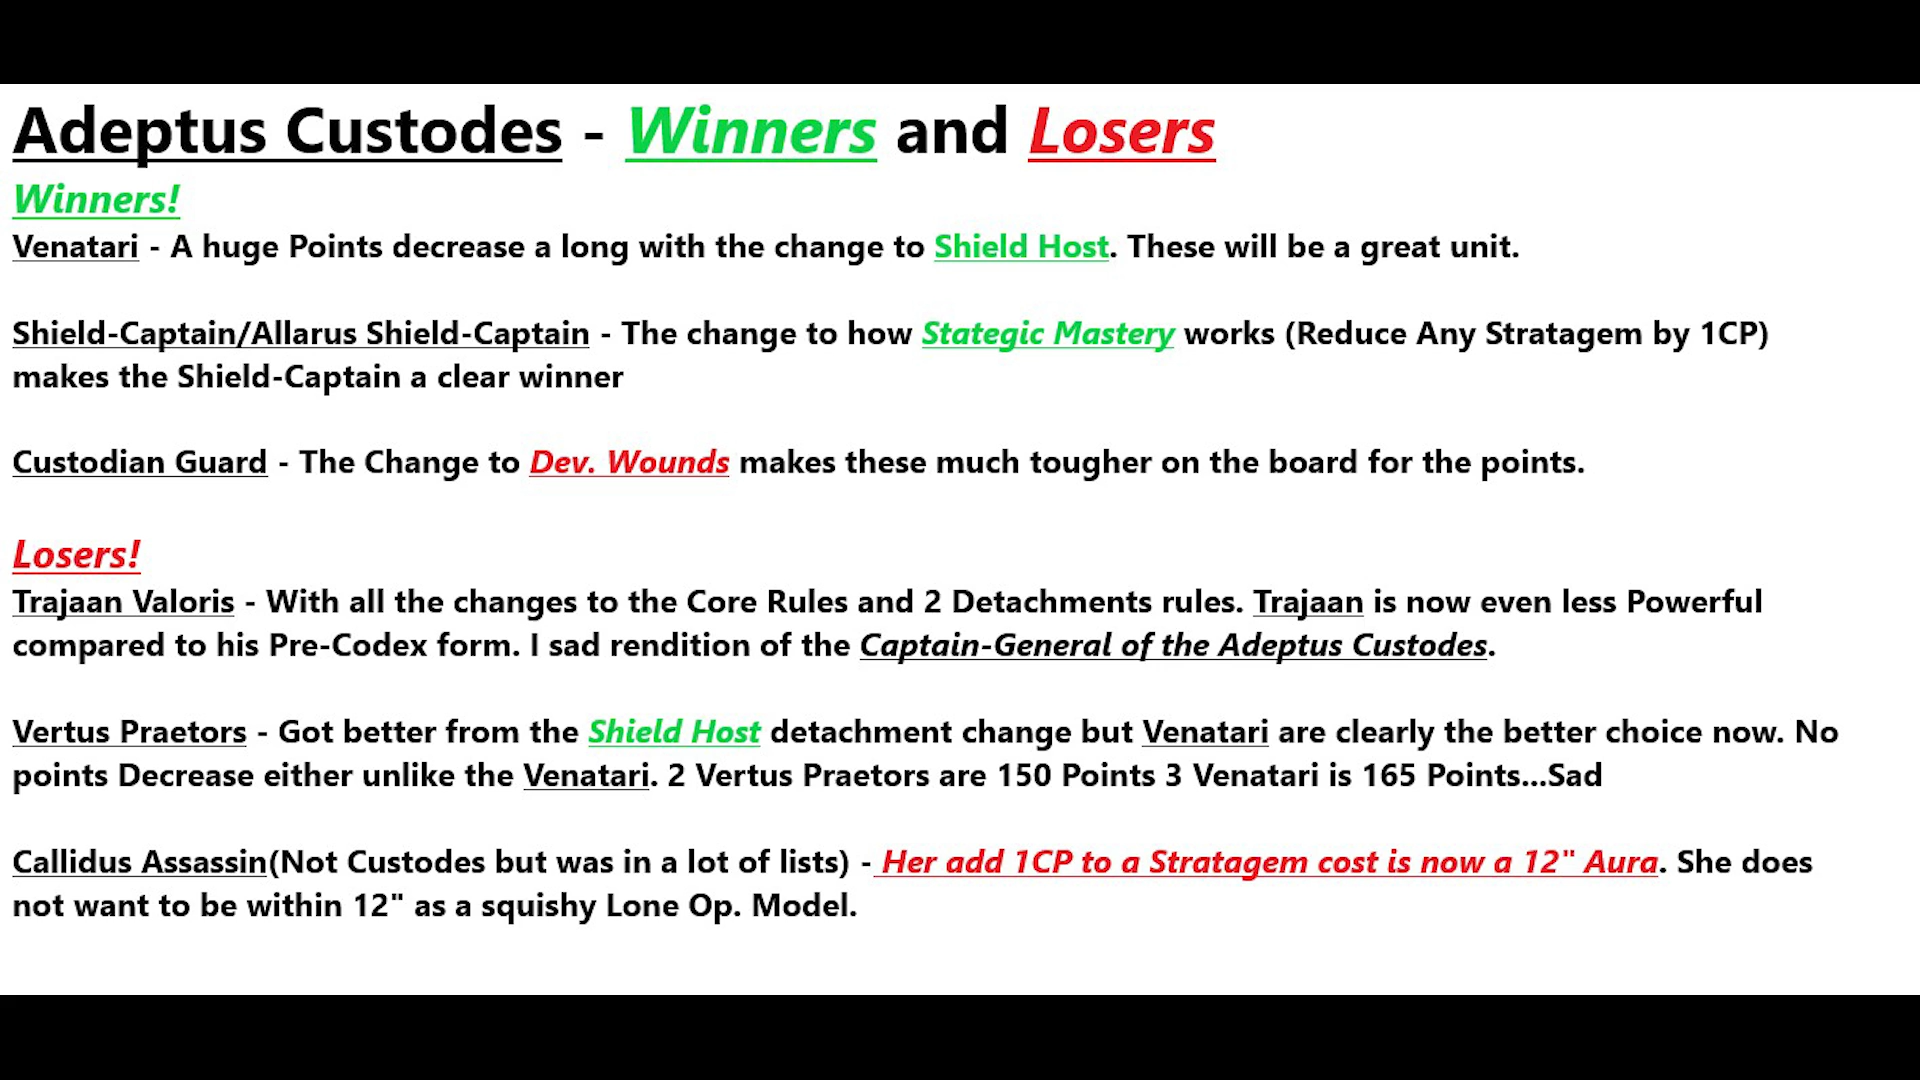 Adeptus Custodes - Winners and Losers
Winners!
Venatari - A huge Points decrease a long with the change to Shield Host. These will be a great unit.
Shield-Captain/Allarus Shield-Captain - The change to how Stategic Mastery works (Reduce Any Stratagem by 1CP)
makes the Shield-Captain a clear winner
Custodian Guard - The Change to Dev. Wounds makes these much tougher on the board for the points.
Losers!
Trajaan Valoris - With all the changes to the Core Rules and 2 Detachments rules. Trajaan is now even less Powerful
compared to his Pre-Codex form. I sad rendition of the Captain-General of the Adeptus Custodes.
Vertus Praetors - Got better from the Shield Host detachment change but Venatari are clearly the better choice now. No
points Decrease either unlike the Venatari. 2 Vertus Praetors are 150 Points 3 Venatari is 165 Points...Sad
Callidus Assassin(Not Custodes but was in a lot of lists) - Her add 1CP to a Stratagem cost is now a 12" Aura. She does
not want to be within 12" as a squishy Lone Op. Model.